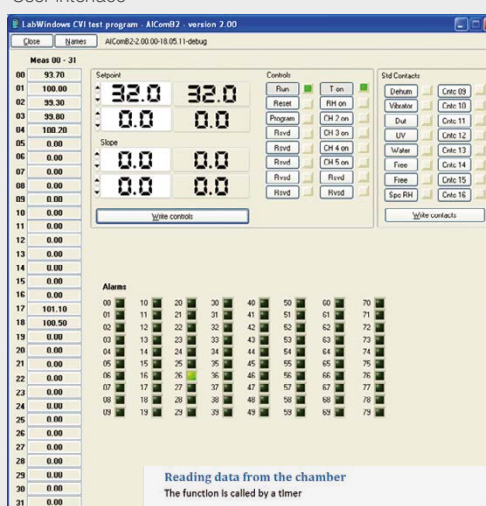 User interface
LabWindows CVI test program - AIComB2 - version 2.00
Close Names AIComB2-2.00.00-18.05.11-debug
Meas 00 - 31
00 93.70
01 100.00
02 99.30
03 99.80
04 100.20
05 0.00
06 0.00
07 0.00
08 0.00
09 0.00
10 0.00
11 0.00
12 0.00
13 0.00
14 0.00
15 0.00
16 0.00
17 101.10
18 100.50
19 0.00
20 0.00
21 0.00
22 0.00
23 0.00
24 0.00
25 0.00
26 0.00
27 0.00
28 0.00
29 0.00
30 0.00
31 0.00
Setpoint
32.0 32.0
0.0 0.0
Slope
0.0 0.0
0.0 0.0
Write controls
Controls
Run T on
Reset RH on
Program CH 2 on
Rsvd CH 3 on
Rsvd CH 4 on
Rsvd CH 5 on
Rsvd Rsvd
Rsvd Rsvd
Rsvd Rsvd
Std Contacts
Dehum Cntc 09
Vibrator Cntc 10
Dut Cntc 11
UV Cntc 12
Water Cntc 13
Free Cntc 14
Free Cntc 15
Spc RH Cntc 16
Write contacts
Alarms
00 10 20 30 40 50 60 70
01 11 21 31 41 51 61 71
02 12 22 32 42 52 62 72
03 13 23 33 43 53 63 73
04 14 24 34 44 54 64 74
05 15 25 35 45 55 65 75
06 16 26 36 46 56 66 76
07 17 27 37 47 57 67 77
08 18 28 38 48 58 68 78
09 19 29 39 49 59 69 79
Reading data from the chamber
The function is called by a timer